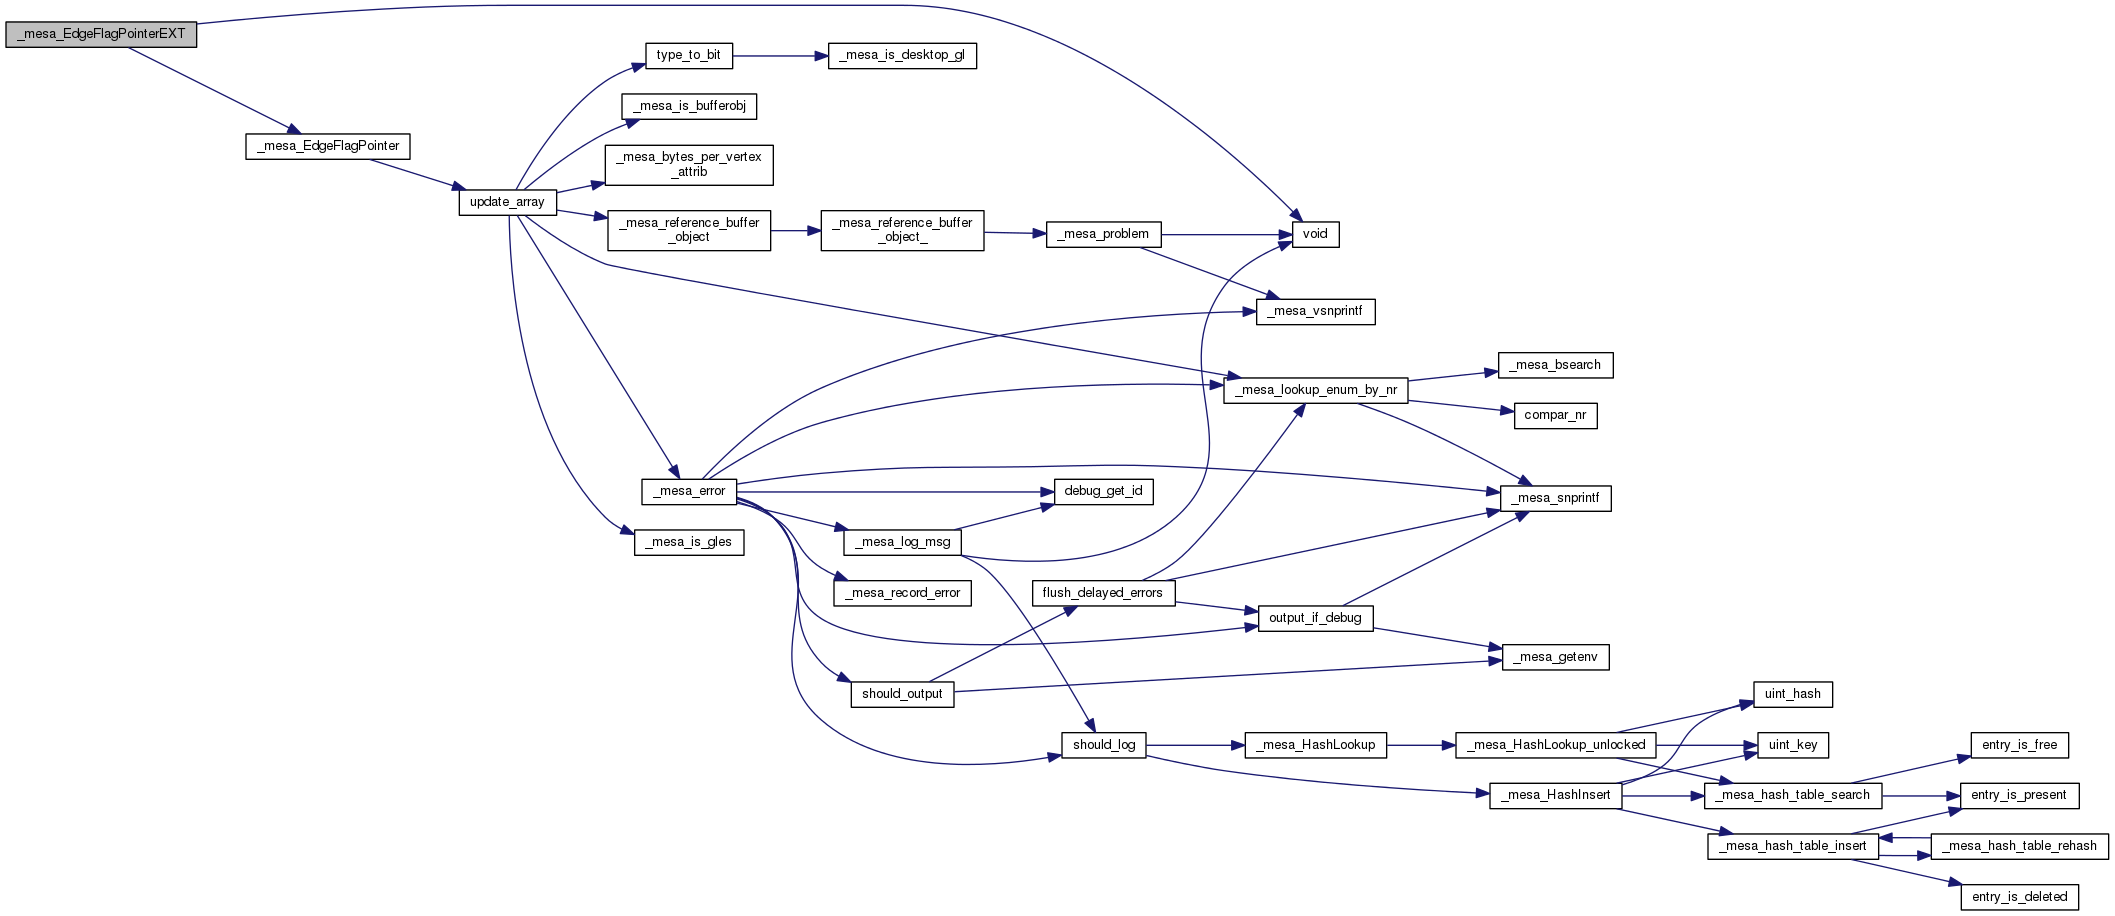 _mesa_EdgeFlagPointerEXT
_mesa_EdgeFlagPointer
update_array
type_to_bit
_mesa_is_desktop_gl
_mesa_is_bufferobj
_mesa_bytes_per_vertex
_attrib
_mesa_reference_buffer
_object
_mesa_reference_buffer
_object_
_mesa_problem
void
_mesa_vsnprintf
_mesa_lookup_enum_by_nr
_mesa_bsearch
compar_nr
_mesa_snprintf
_mesa_error
debug_get_id
_mesa_log_msg
_mesa_is_gles
_mesa_record_error
flush_delayed_errors
output_if_debug
_mesa_getenv
should_output
should_log
_mesa_HashLookup
_mesa_HashLookup_unlocked
uint_hash
uint_key
_mesa_HashInsert
_mesa_hash_table_search
entry_is_free
entry_is_present
_mesa_hash_table_insert
_mesa_hash_table_rehash
entry_is_deleted